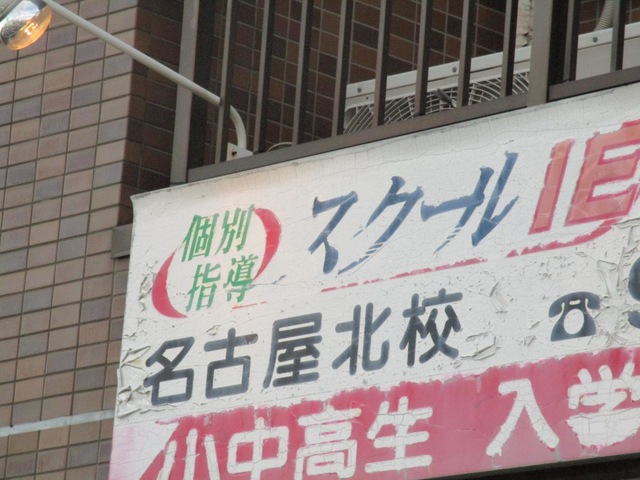 個別
指導
スクール IE
名古屋北校 ☎
小中高生 入学